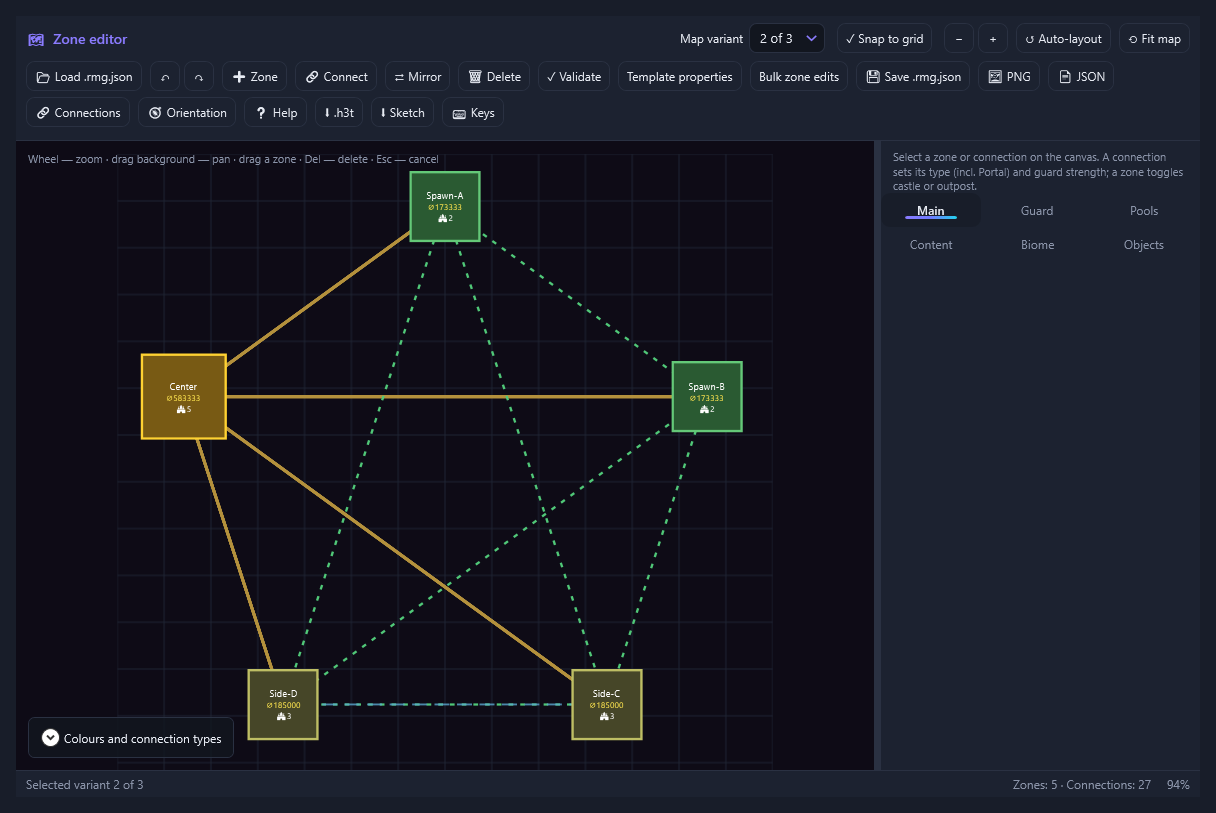 Zone editor
Map variant 2 of 3 ✓ Snap to grid − + ↺ Auto-layout ⟲ Fit map
Load .rmg.json ↶ ↷ + Zone Connect ⇄ Mirror Delete ✓ Validate Template properties Bulk zone edits Save .rmg.json PNG JSON
Connections Orientation ? Help ⬇ .h3t ⬇ Sketch Keys
Wheel — zoom · drag background — pan · drag a zone · Del — delete · Esc — cancel
Select a zone or connection on the canvas. A connection
sets its type (incl. Portal) and guard strength; a zone toggles
castle or outpost.
Main Guard Pools
Content Biome Objects
Spawn-A
⌀173333
2
Center
⌀583333
5
Spawn-B
⌀173333
2
Side-D
⌀185000
3
Side-C
⌀185000
3
Colours and connection types
Selected variant 2 of 3
Zones: 5 · Connections: 27 94%